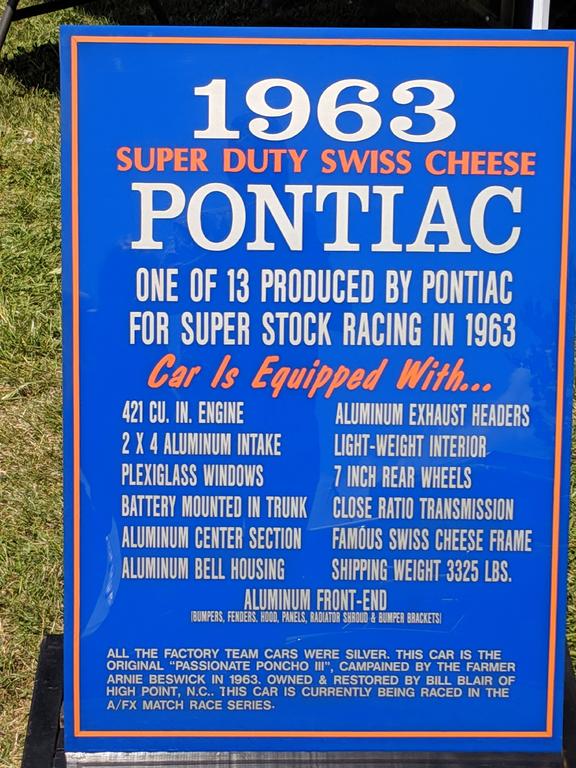 1963
SUPER DUTY SWISS CHEESE
PONTIAC
ONE OF 13 PRODUCED BY PONTIAC
FOR SUPER STOCK RACING IN 1963
Car Is Equipped With...
421 CU. IN. ENGINE
2 X 4 ALUMINUM INTAKE
PLEXIGLASS WINDOWS
BATTERY MOUNTED IN TRUNK
ALUMINUM CENTER SECTION
ALUMINUM BELL HOUSING
ALUMINUM EXHAUST HEADERS
LIGHT-WEIGHT INTERIOR
7 INCH REAR WHEELS
CLOSE RATIO TRANSMISSION
FAMOUS SWISS CHEESE FRAME
SHIPPING WEIGHT 3325 LBS.
ALUMINUM FRONT-END
(BUMPERS, FENDERS, HOOD, PANELS, RADIATOR SHROUD & BUMPER BRACKETS)
ALL THE FACTORY TEAM CARS WERE SILVER. THIS CAR IS THE
ORIGINAL "PASSIONATE PONCHO III", CAMPAINED BY THE FARMER
ARNIE BESWICK IN 1963. OWNED & RESTORED BY BILL BLAIR OF
HIGH POINT, N.C.. THIS CAR IS CURRENTLY BEING RACED IN THE
A/FX MATCH RACE SERIES.